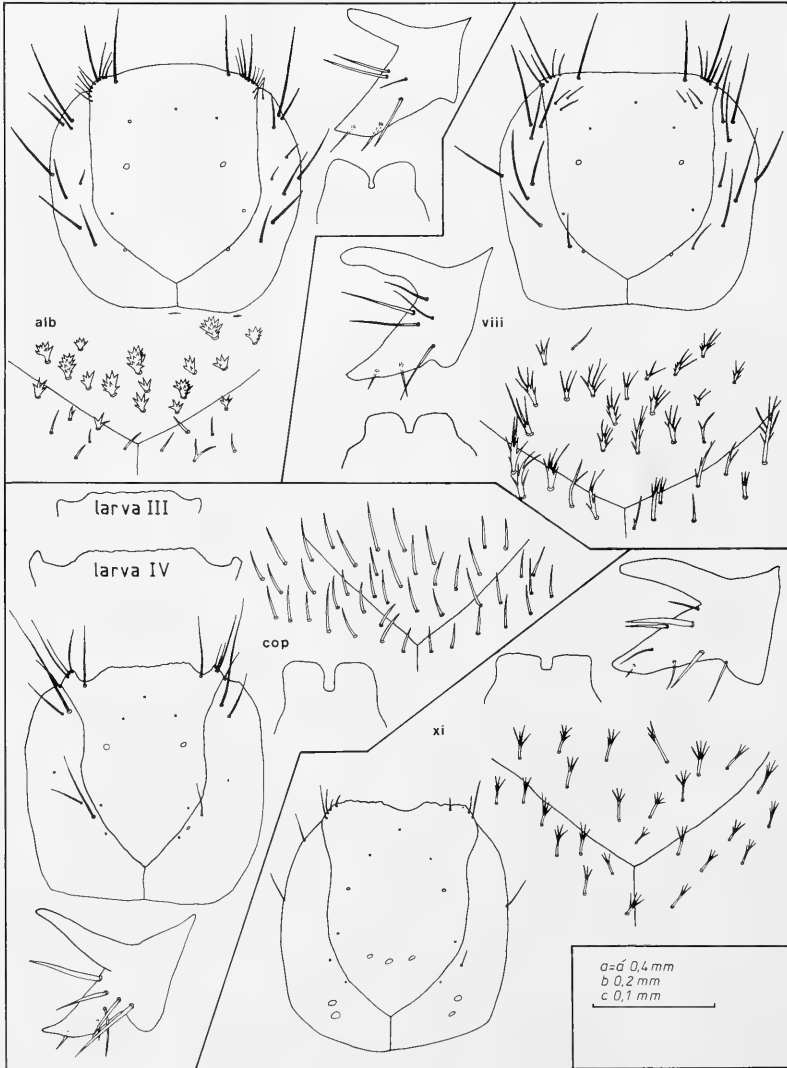 alb
viii
larva III
larva IV
cop
xi
a=á 0,4 mm
b 0,2 mm
c 0,1 mm